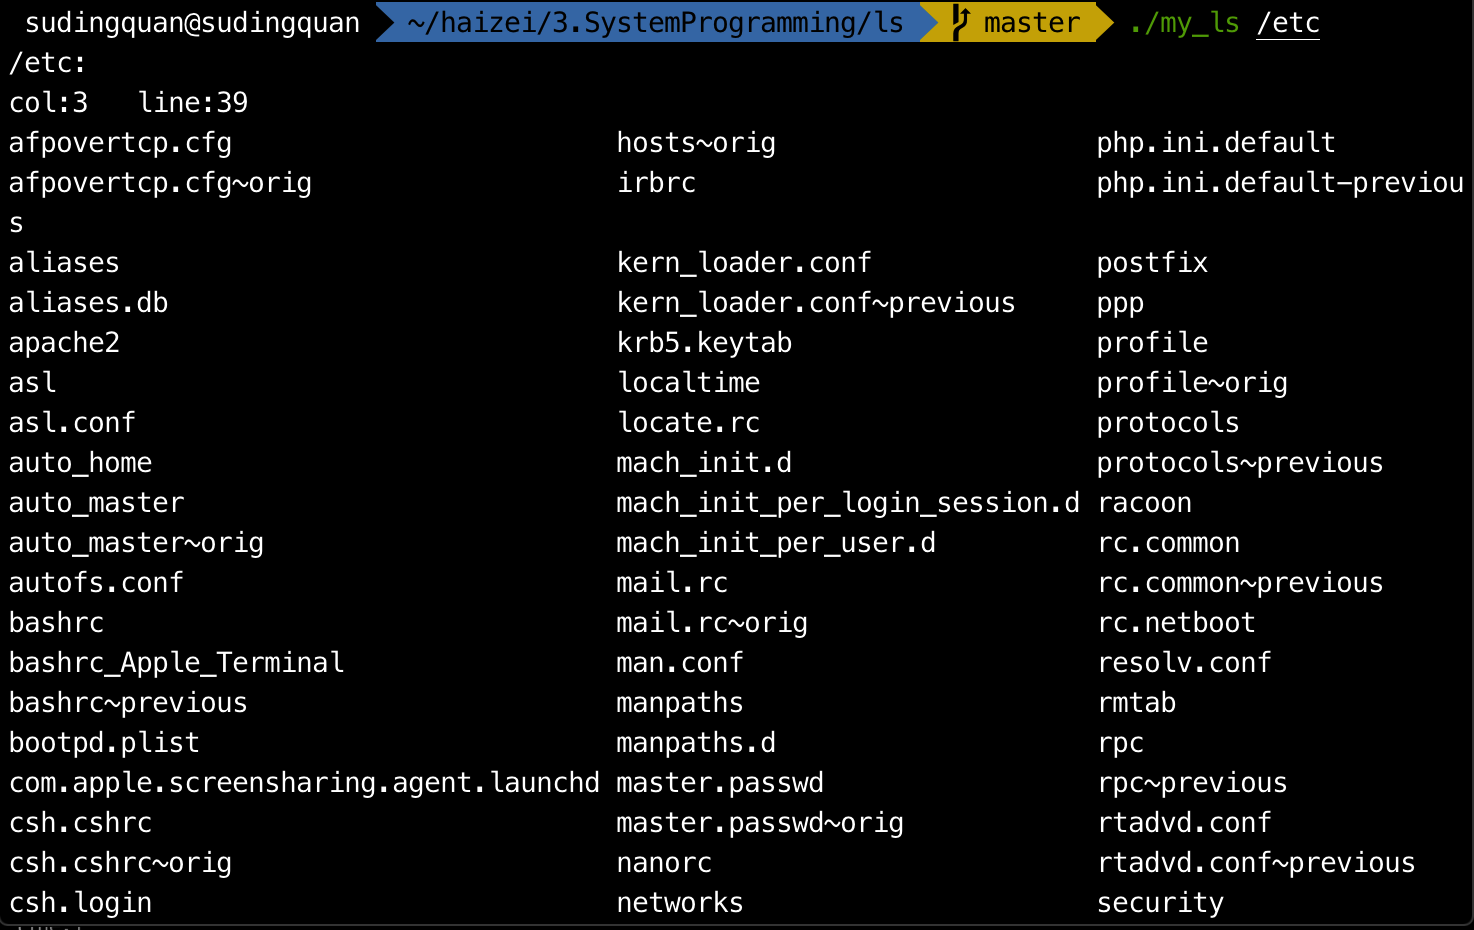 sudingquan@sudingquan ~/haizei/3.SystemProgramming/ls master ./my_ls /etc
/etc:
col:3 line:39
afpovertcp.cfg hosts~orig php.ini.default
afpovertcp.cfg~orig irbrc php.ini.default-previou
s
aliases kern_loader.conf postfix
aliases.db kern_loader.conf~previous ppp
apache2 krb5.keytab profile
asl localtime profile~orig
asl.conf locate.rc protocols
auto_home mach_init.d protocols~previous
auto_master mach_init_per_login_session.d racoon
auto_master~orig mach_init_per_user.d rc.common
autofs.conf mail.rc rc.common~previous
bashrc mail.rc~orig rc.netboot
bashrc_Apple_Terminal man.conf resolv.conf
bashrc~previous manpaths rmtab
bootpd.plist manpaths.d rpc
com.apple.screensharing.agent.launchd master.passwd rpc~previous
csh.cshrc master.passwd~orig rtadvd.conf
csh.cshrc~orig nanorc rtadvd.conf~previous
csh.login networks security